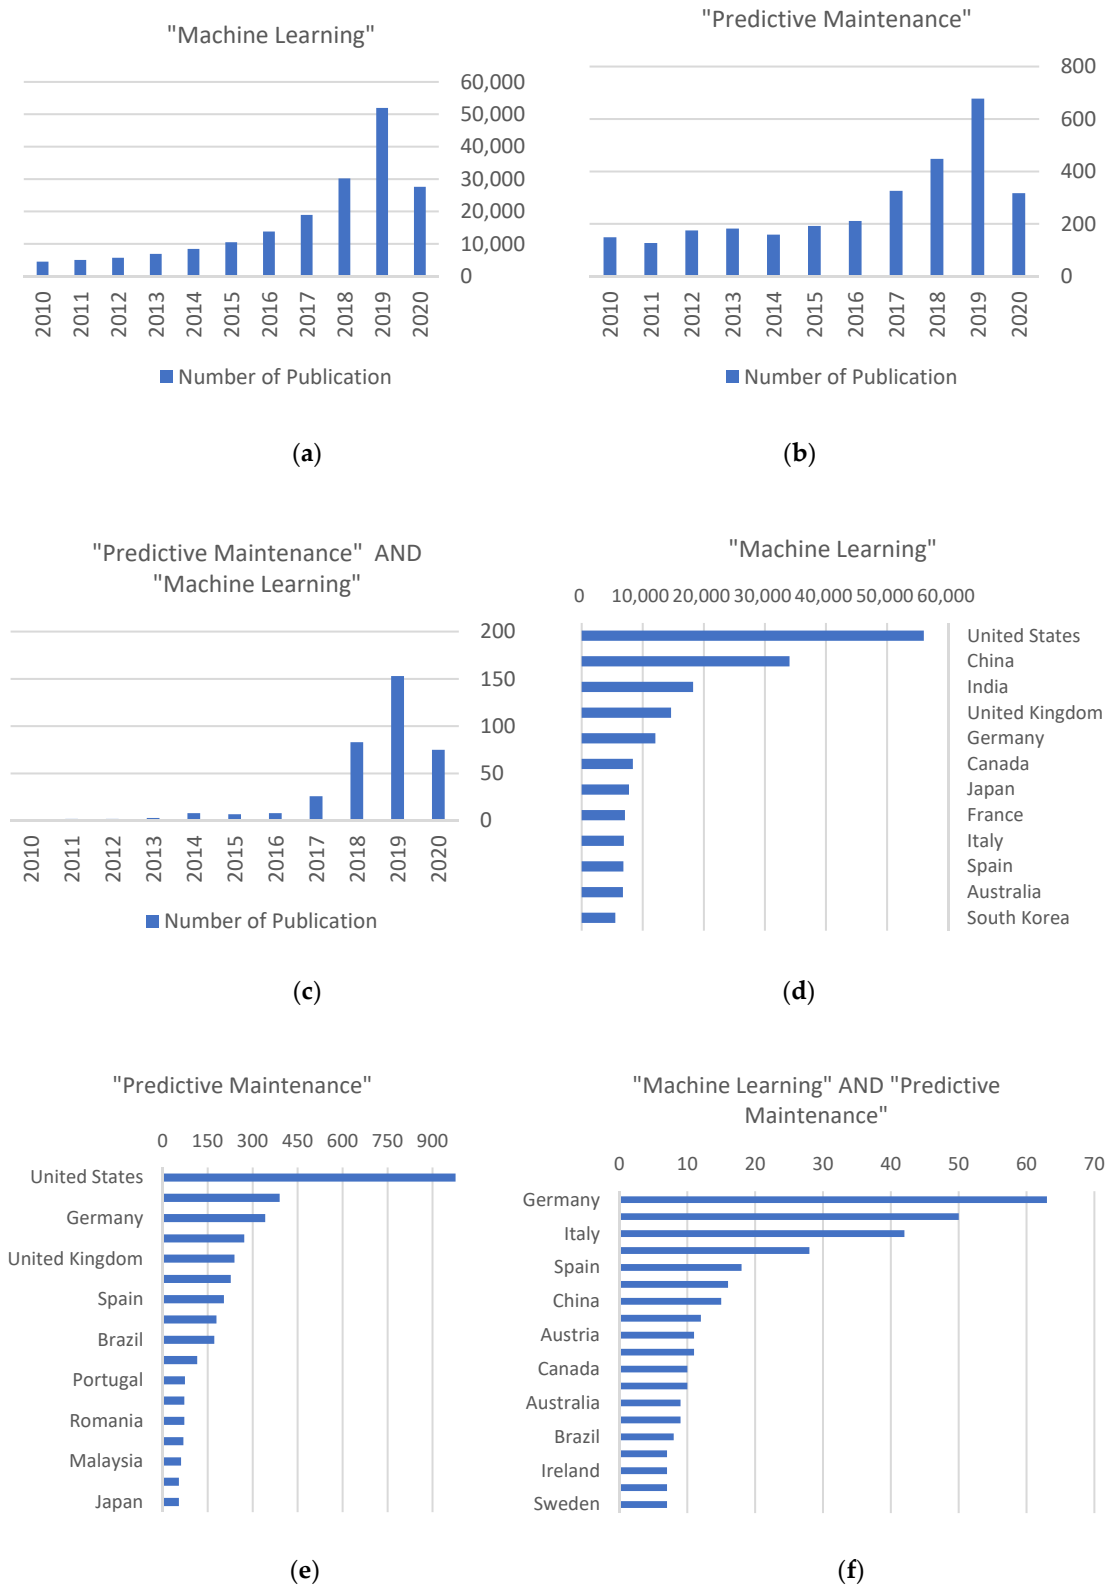 "Machine Learning"
60,000
50,000
40,000
30,000
20,000
10,000
0
2010 2011 2012 2013 2014 2015 2016 2017 2018 2019 2020
Number of Publication
(a)
"Predictive Maintenance"
800
600
400
200
0
2010 2011 2012 2013 2014 2015 2016 2017 2018 2019 2020
Number of Publication
(b)
"Predictive Maintenance" AND
"Machine Learning"
200
150
100
50
0
2010 2011 2012 2013 2014 2015 2016 2017 2018 2019 2020
Number of Publication
(c)
"Machine Learning"
0 10,000 20,000 30,000 40,000 50,000 60,000
United States
China
India
United Kingdom
Germany
Canada
Japan
France
Italy
Spain
Australia
South Korea
(d)
"Predictive Maintenance"
0 150 300 450 600 750 900
United States
Germany
United Kingdom
Spain
Brazil
Portugal
Romania
Malaysia
Japan
(e)
"Machine Learning" AND "Predictive
Maintenance"
0 10 20 30 40 50 60 70
Germany
Italy
Spain
China
Austria
Canada
Australia
Brazil
Ireland
Sweden
(f)